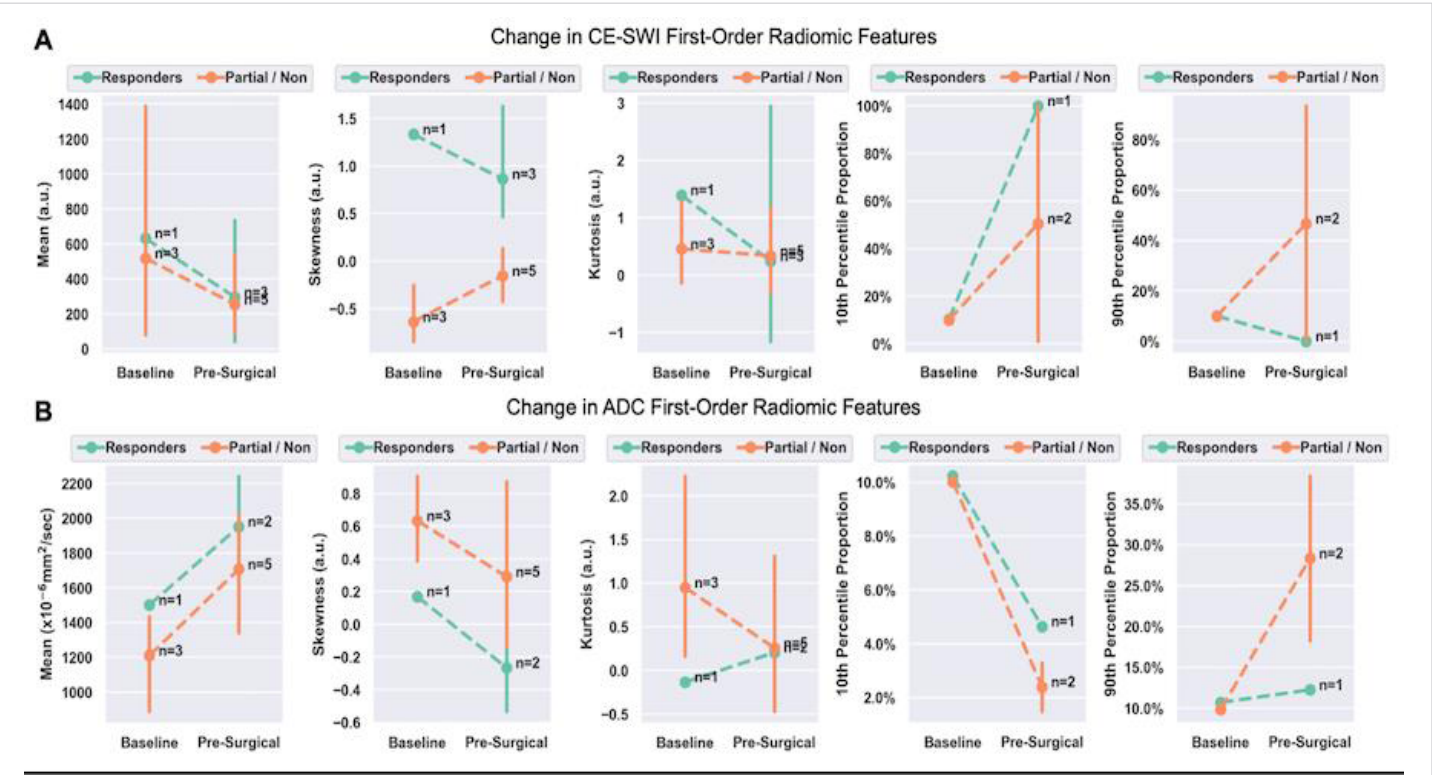 A
Change in CE-SWI First-Order Radiomic Features
Responders Partial / Non
Mean (a.u.)
1400
1200
1000
800
600
400
200
0
n=1
n=3
n=3
n=5
Baseline Pre-Surgical
Responders Partial / Non
Skewness (a.u.)
1.5
1.0
0.5
0.0
−0.5
n=1
n=3
n=5
n=3
Baseline Pre-Surgical
Responders Partial / Non
Kurtosis (a.u.)
3
2
1
0
−1
n=1
n=3
n=5
n=3
Baseline Pre-Surgical
Responders Partial / Non
10th Percentile Proportion
100%
80%
60%
40%
20%
0%
n=1
n=2
Baseline Pre-Surgical
Responders Partial / Non
90th Percentile Proportion
80%
60%
40%
20%
0%
n=2
n=1
Baseline Pre-Surgical
B
Change in ADC First-Order Radiomic Features
Responders Partial / Non
Mean (x10⁻⁶mm²/sec)
2200
2000
1800
1600
1400
1200
1000
n=2
n=5
n=1
n=3
Baseline Pre-Surgical
Responders Partial / Non
Skewness (a.u.)
0.8
0.6
0.4
0.2
0.0
−0.2
−0.4
−0.6
n=3
n=5
n=1
n=2
Baseline Pre-Surgical
Responders Partial / Non
Kurtosis (a.u.)
2.0
1.5
1.0
0.5
0.0
−0.5
n=3
n=5
n=2
n=1
Baseline Pre-Surgical
Responders Partial / Non
10th Percentile Proportion
10.0%
8.0%
6.0%
4.0%
2.0%
n=1
n=2
Baseline Pre-Surgical
Responders Partial / Non
90th Percentile Proportion
35.0%
30.0%
25.0%
20.0%
15.0%
10.0%
n=2
n=1
Baseline Pre-Surgical